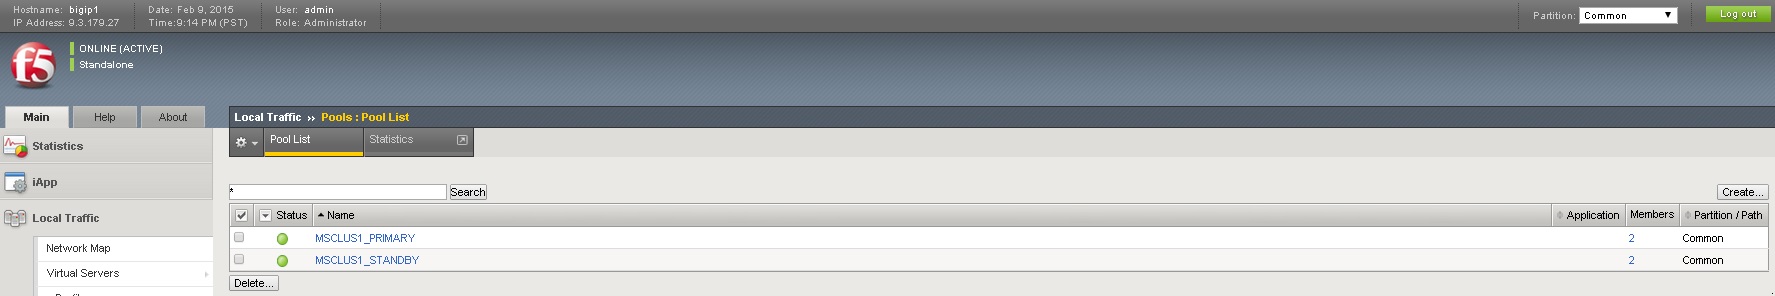 Hostname: bigip1 Date: Feb 9, 2015 User: admin
IP Address: 9.3.179.27 Time:9:14 PM (PST) Role: Administrator
Partition: Common Log out
f5
ONLINE (ACTIVE)
Standalone
Main Help About
Local Traffic ›› Pools : Pool List
Pool List Statistics
Statistics
iApp
Local Traffic
Network Map
Virtual Servers
* Search Create...
Status Name Application Members Partition / Path
MSCLUS1_PRIMARY 2 Common
MSCLUS1_STANDBY 2 Common
Delete...